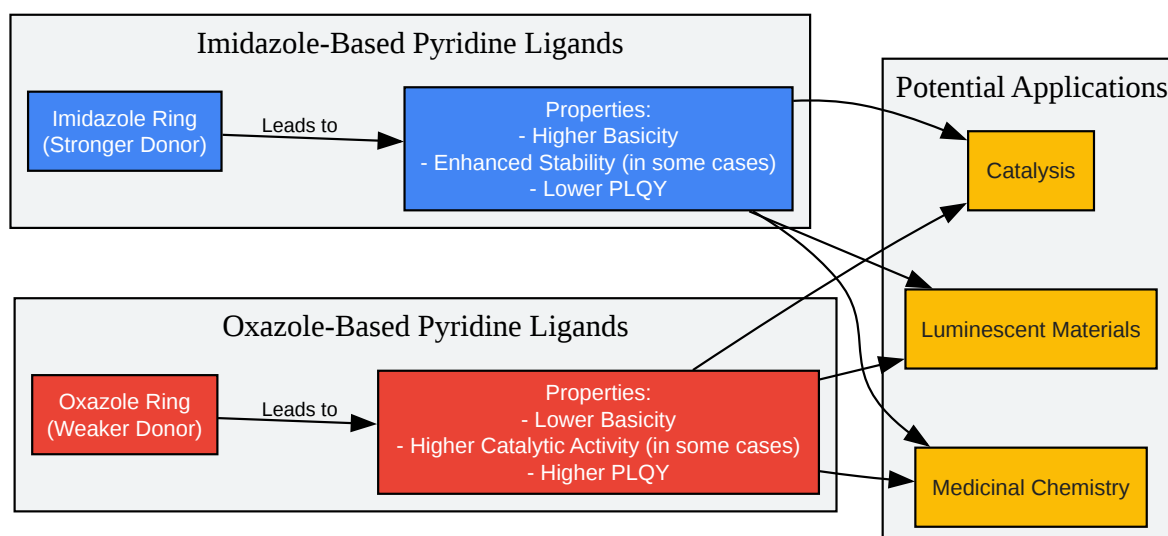 Imidazole-Based Pyridine Ligands
Imidazole Ring
(Stronger Donor)
Leads to
Properties:
- Higher Basicity
- Enhanced Stability (in some cases)
- Lower PLQY
Oxazole-Based Pyridine Ligands
Oxazole Ring
(Weaker Donor)
Leads to
Properties:
- Lower Basicity
- Higher Catalytic Activity (in some cases)
- Higher PLQY
Potential Applications
Catalysis
Luminescent Materials
Medicinal Chemistry